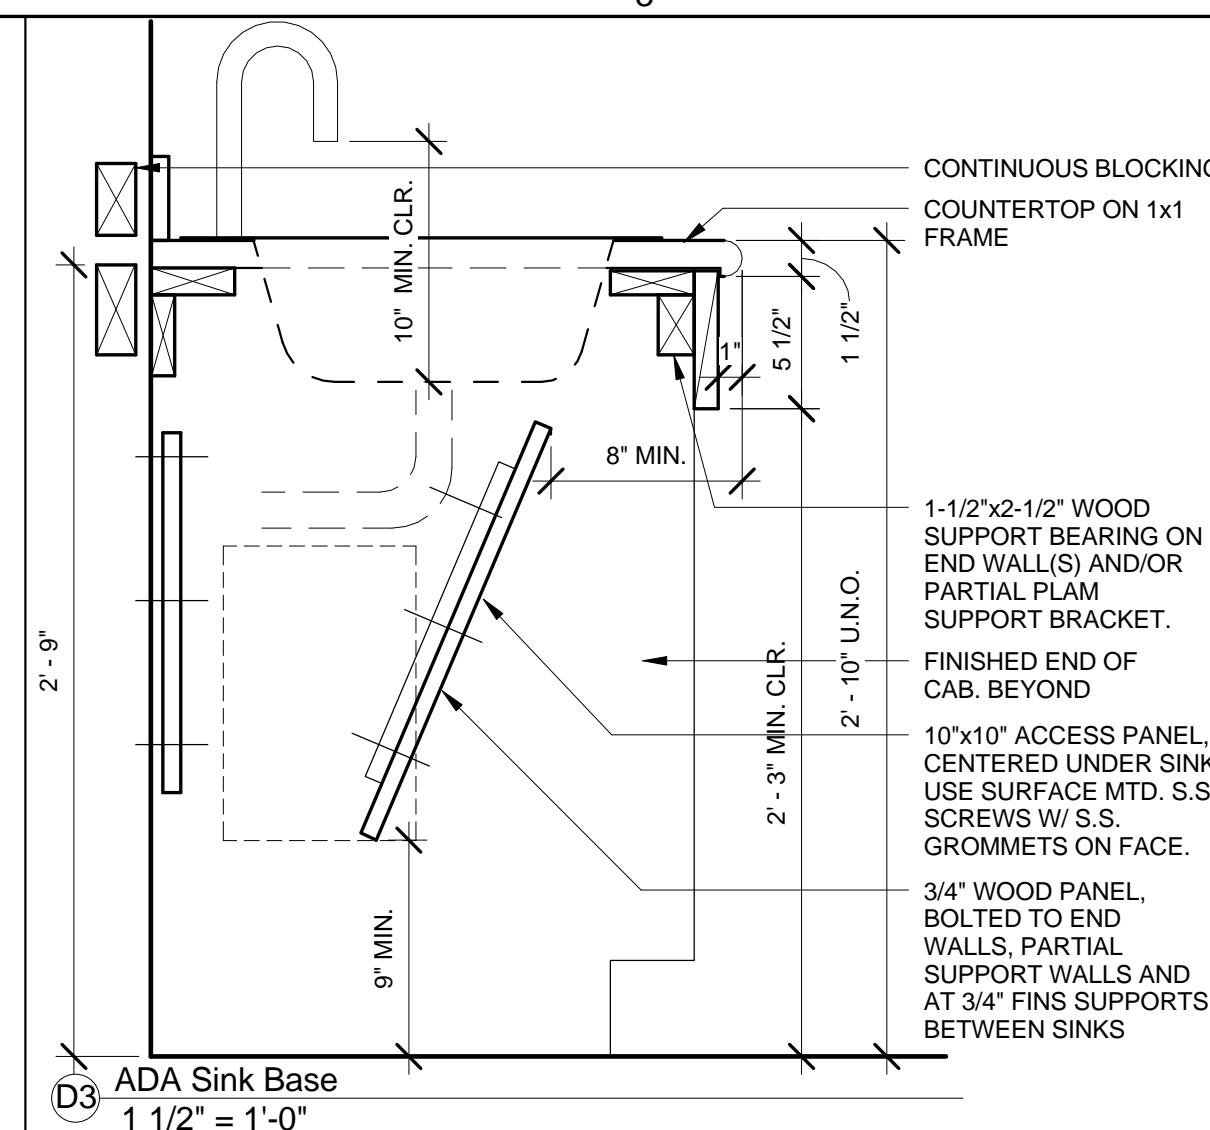 CONTINUOUS BLOCKING
COUNTERTOP ON 1x1
FRAME
10" MIN. CLR.
1"
5 1/2"
1 1/2"
8" MIN.
1-1/2"x2-1/2" WOOD
SUPPORT BEARING ON
END WALL(S) AND/OR
PARTIAL PLAM
SUPPORT BRACKET.
FINISHED END OF
CAB. BEYOND
2' - 9"
2' - 3" MIN. CLR.
2' - 10" U.N.O.
10"x10" ACCESS PANEL,
CENTERED UNDER SINK
USE SURFACE MTD. S.S
SCREWS W/ S.S.
GROMMETS ON FACE.
3/4" WOOD PANEL,
BOLTED TO END
WALLS, PARTIAL
SUPPORT WALLS AND
AT 3/4" FINS SUPPORTS
BETWEEN SINKS
9" MIN.
D3
ADA Sink Base
1 1/2" = 1'-0"